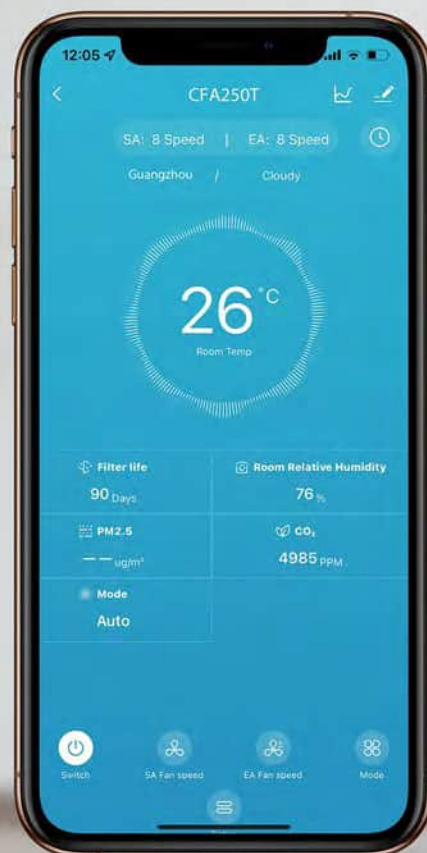 12:05
CFA250T
SA: 8 Speed | EA: 8 Speed
Guangzhou / Cloudy
26°C
Room Temp
Filter life
Room Relative Humidity
90 Days
76 %
PM2.5
CO₂
-- ug/m³
4985 PPM
Mode
Auto
Switch
SA Fan speed
EA Fan speed
Mode